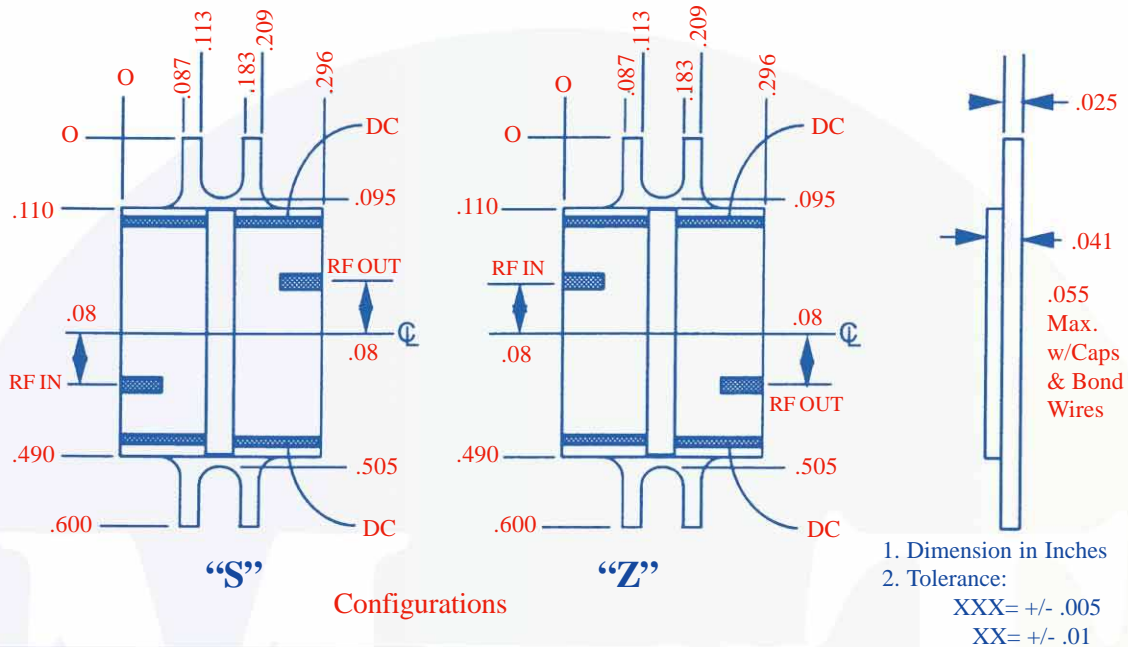 O
.087
.113
.183
.209
.296
O
DC
.110
.095
RF OUT
.08
.08
RF IN
.490
.505
.600
DC
“S”
O
.087
.113
.183
.209
.296
O
DC
.110
.095
RF IN
.08
.08
℄
RF OUT
.490
.505
.600
DC
“Z”
℄
Configurations
.025
.041
.055
Max.
w/Caps
& Bond
Wires
1. Dimension in Inches
2. Tolerance:
XXX= +/- .005
XX= +/- .01